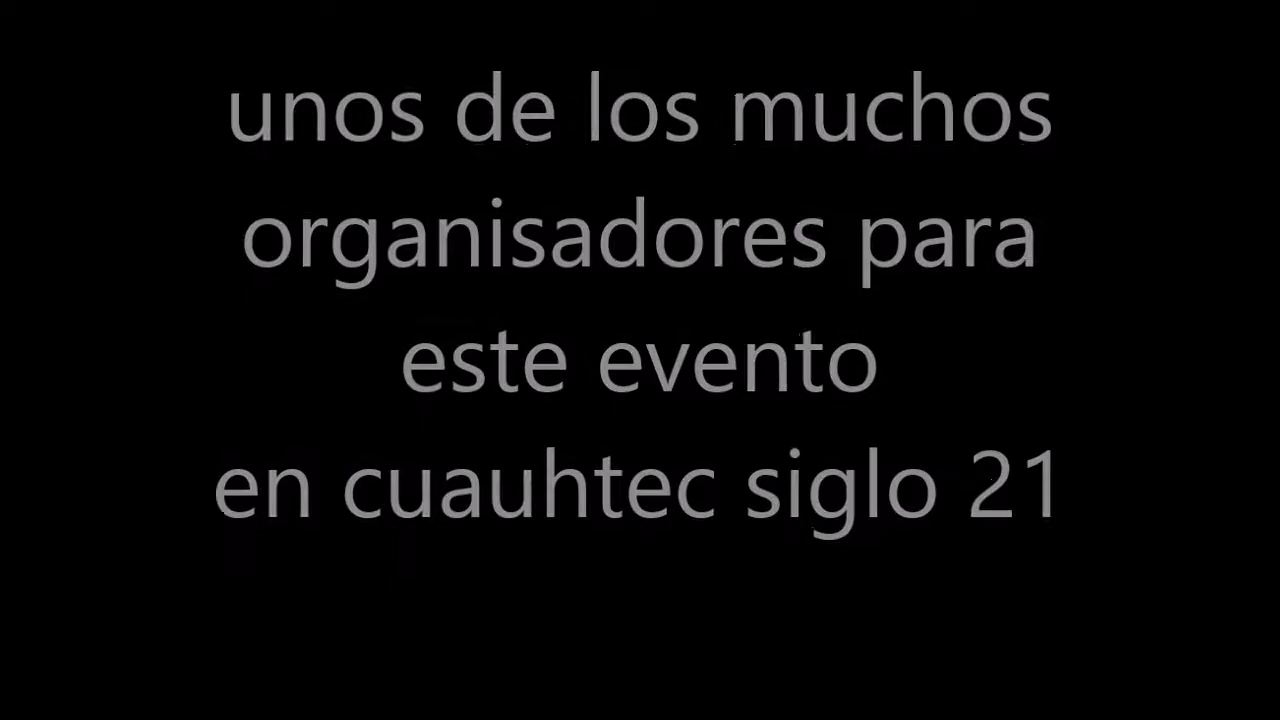 unos de los muchos
organisadores para
este evento
en cuauhtec siglo 21